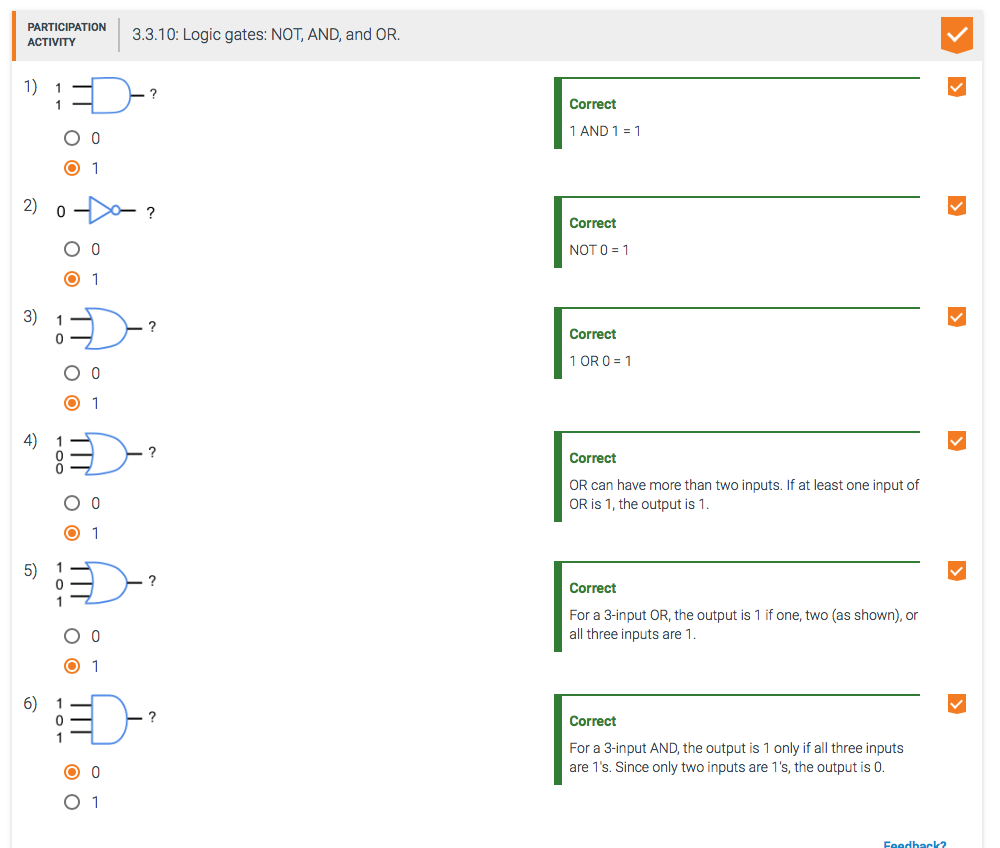 PARTICIPATION
ACTIVITY
3.3.10: Logic gates: NOT, AND, and OR.
1)
1
1
?
0
1
Correct
1 AND 1 = 1
2)
0
?
0
1
Correct
NOT 0 = 1
3)
1
0
?
0
1
Correct
1 OR 0 = 1
4)
1
0
0
?
0
1
Correct
OR can have more than two inputs. If at least one input of
OR is 1, the output is 1.
5)
1
0
1
?
0
1
Correct
For a 3-input OR, the output is 1 if one, two (as shown), or
all three inputs are 1.
6)
1
0
1
?
0
1
Correct
For a 3-input AND, the output is 1 only if all three inputs
are 1's. Since only two inputs are 1's, the output is 0.
Feedback?